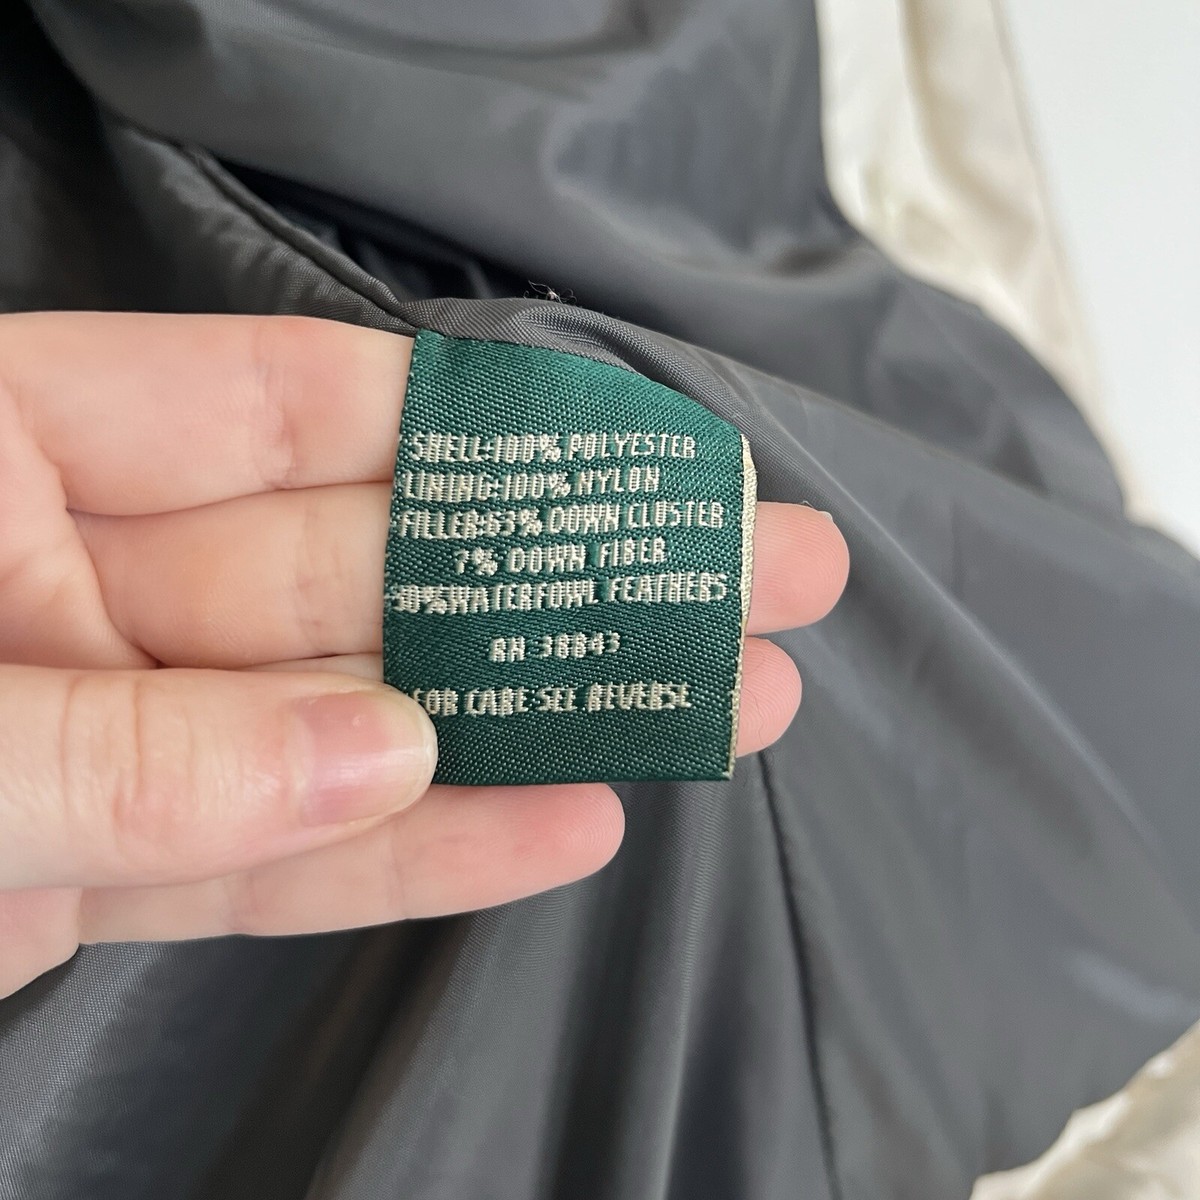 SHELL:100% POLYESTER
LINING:100% NYLON
FILLER:63% DOWN CLUSTER
7% DOWN FIBER
30% WATERFOWL FEATHERS
RN 38843
FOR CARE SEE REVERSE